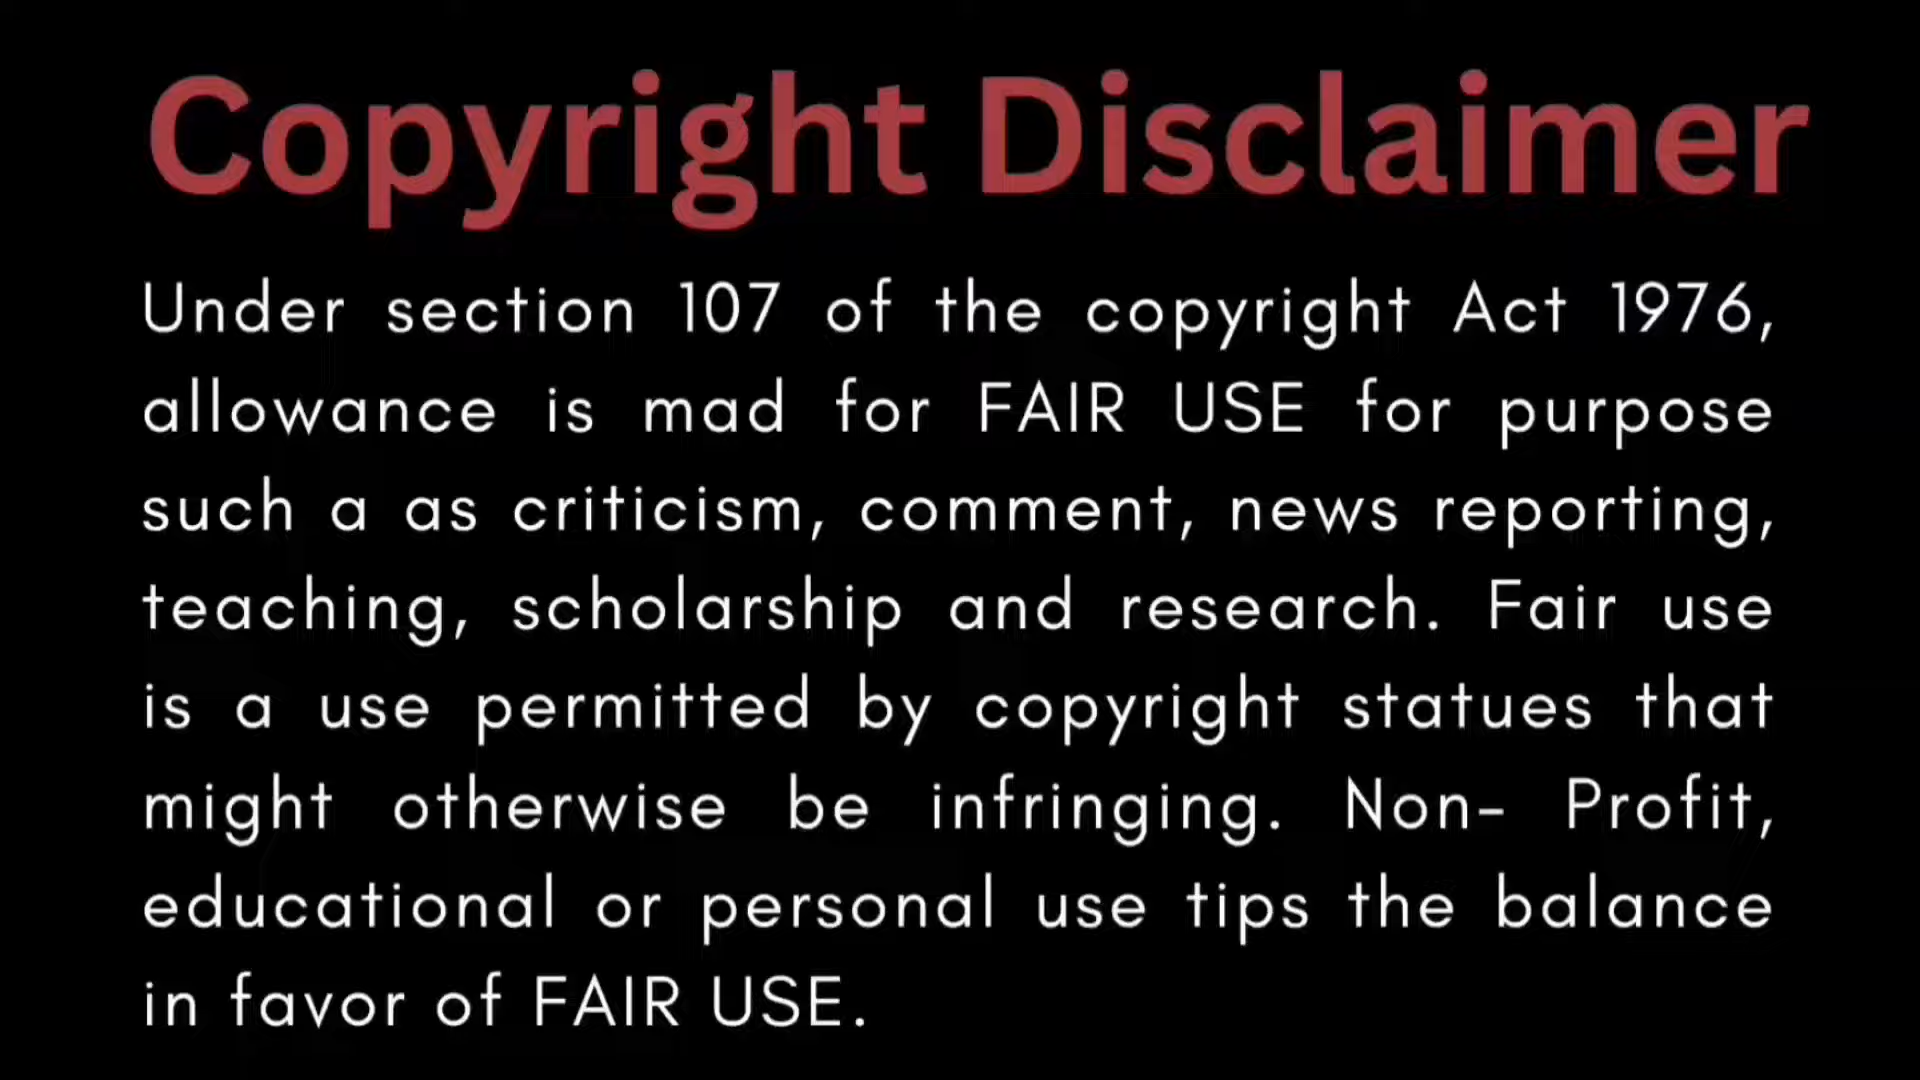 Copyright Disclaimer
Under section 107 of the copyright Act 1976,
allowance is mad for FAIR USE for purpose
such a as criticism, comment, news reporting,
teaching, scholarship and research. Fair use
is a use permitted by copyright statues that
might otherwise be infringing. Non- Profit,
educational or personal use tips the balance
in favor of FAIR USE.